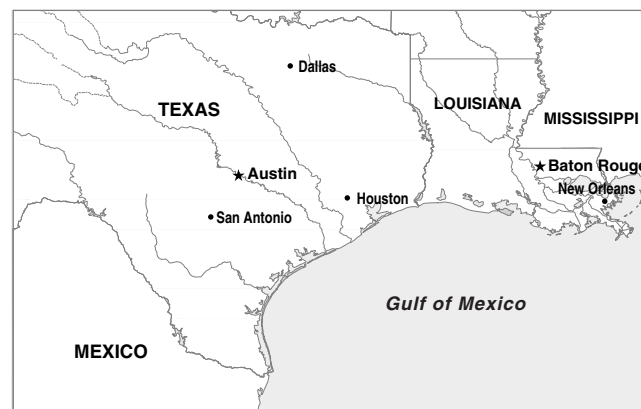 Dallas
TEXAS
LOUISIANA
MISSISSIPPI
Austin
Baton Rouge
New Orleans
Houston
San Antonio
Gulf of Mexico
MEXICO